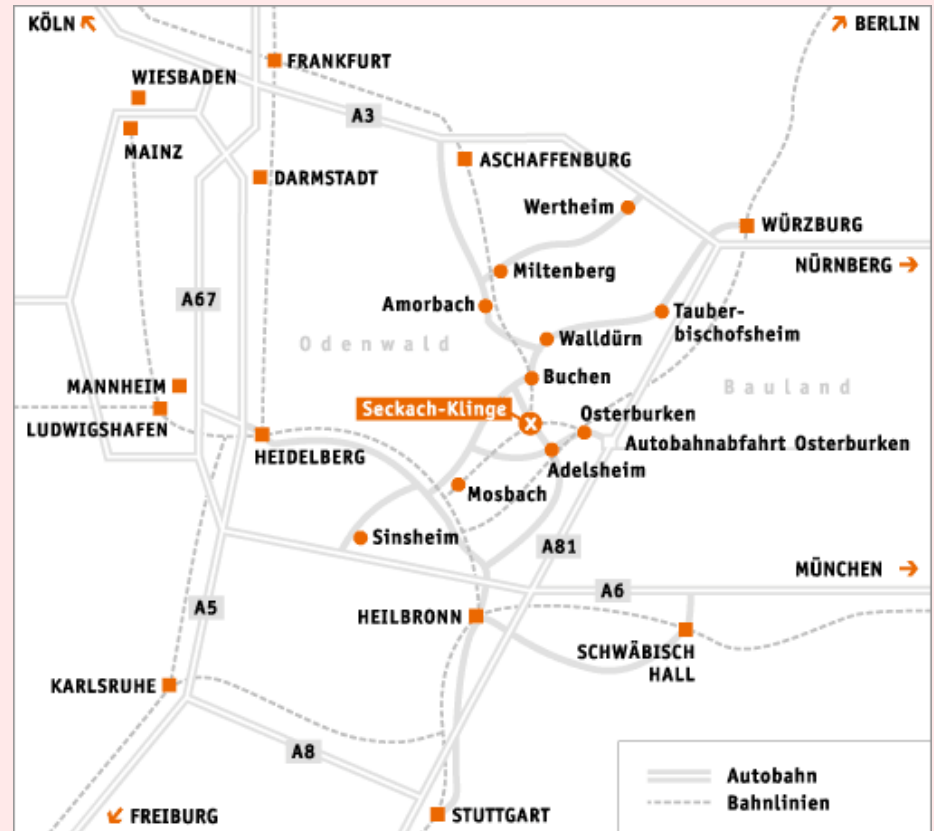 KÖLN
BERLIN
FRANKFURT
WIESBADEN
A3
MAINZ
ASCHAFFENBURG
DARMSTADT
Wertheim
WÜRZBURG
NÜRNBERG
Miltenberg
A67
Amorbach
Tauber-
bischofsheim
Odenwald
Walldürn
Buchen
MANNHEIM
Bauland
Seckach-Klinge
X
Osterburken
LUDWIGSHAFEN
Autobahnabfahrt Osterburken
HEIDELBERG
Adelsheim
Mosbach
Sinsheim
A81
MÜNCHEN
A6
A5
HEILBRONN
SCHWÄBISCH
HALL
KARLSRUHE
A8
Autobahn
Bahnlinien
FREIBURG
STUTTGART